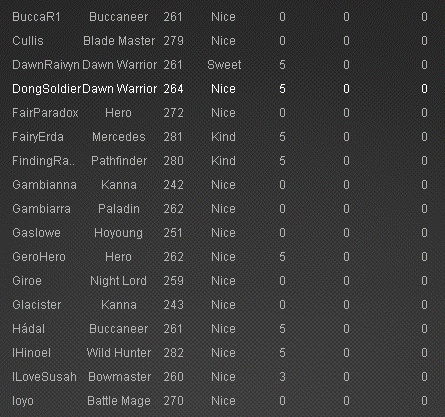 BuccaR1 Buccaneer 261 Nice 0 0 0
Cullis Blade Master 279 Nice 0 0 0
DawnRaivyn Dawn Warrior 261 Sweet 5 0 0
DongSoldier Dawn Warrior 264 Nice 5 0 0
FairParadox Hero 272 Nice 0 0 0
FairyErda Mercedes 281 Kind 5 0 0
FindingRa.. Pathfinder 280 Kind 5 0 0
Gambianna Kanna 242 Nice 0 0 0
Gambiarra Paladin 262 Nice 0 0 0
Gaslowe Hoyoung 251 Nice 0 0 0
GeroHero Hero 262 Nice 5 0 0
Giroe Night Lord 259 Nice 0 0 0
Glacister Kanna 243 Nice 0 0 0
Hádal Buccaneer 261 Nice 5 0 0
IHinoel Wild Hunter 282 Nice 5 0 0
ILoveSusah Bowmaster 260 Nice 3 0 0
Ioyo Battle Mage 270 Nice 0 0 0